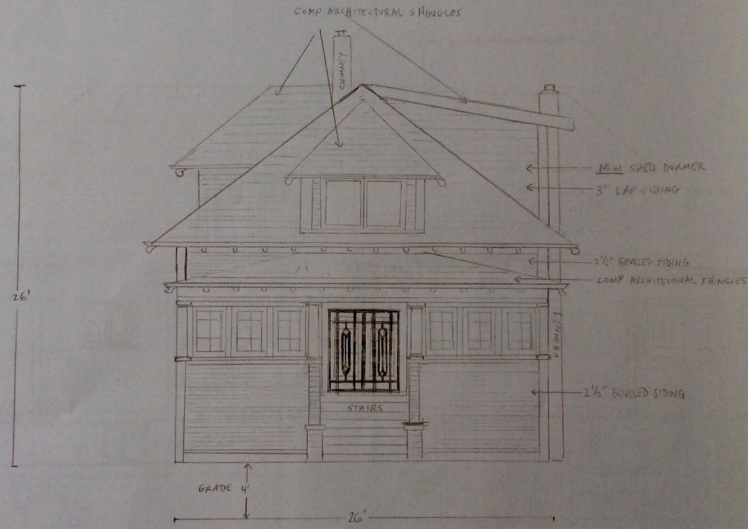 COMP ARCHITECTURAL SHINGLES
CHIMNEY
NEW SHED DORMER
3" LAP SIDING
2½" BEVELED SIDING
COMP ARCHITECTURAL SHINGLES
26'
CHIMNEY
2½" BEVELED SIDING
STAIRS
GRADE 4'
26'